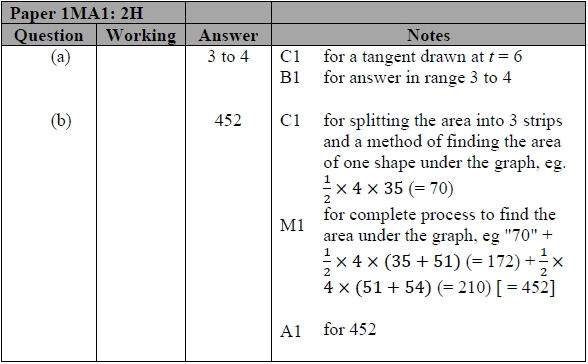 Paper 1MA1: 2H
Question Working Answer Notes
(a) 3 to 4 C1 for a tangent drawn at t = 6
B1 for answer in range 3 to 4
(b) 452 C1 for splitting the area into 3 strips
and a method of finding the area
of one shape under the graph, eg.
1/2 × 4 × 35 (= 70)
M1 for complete process to find the
area under the graph, eg "70" +
1/2 × 4 × (35 + 51) (= 172) + 1/2 ×
4 × (51 + 54) (= 210) [ = 452]
A1 for 452